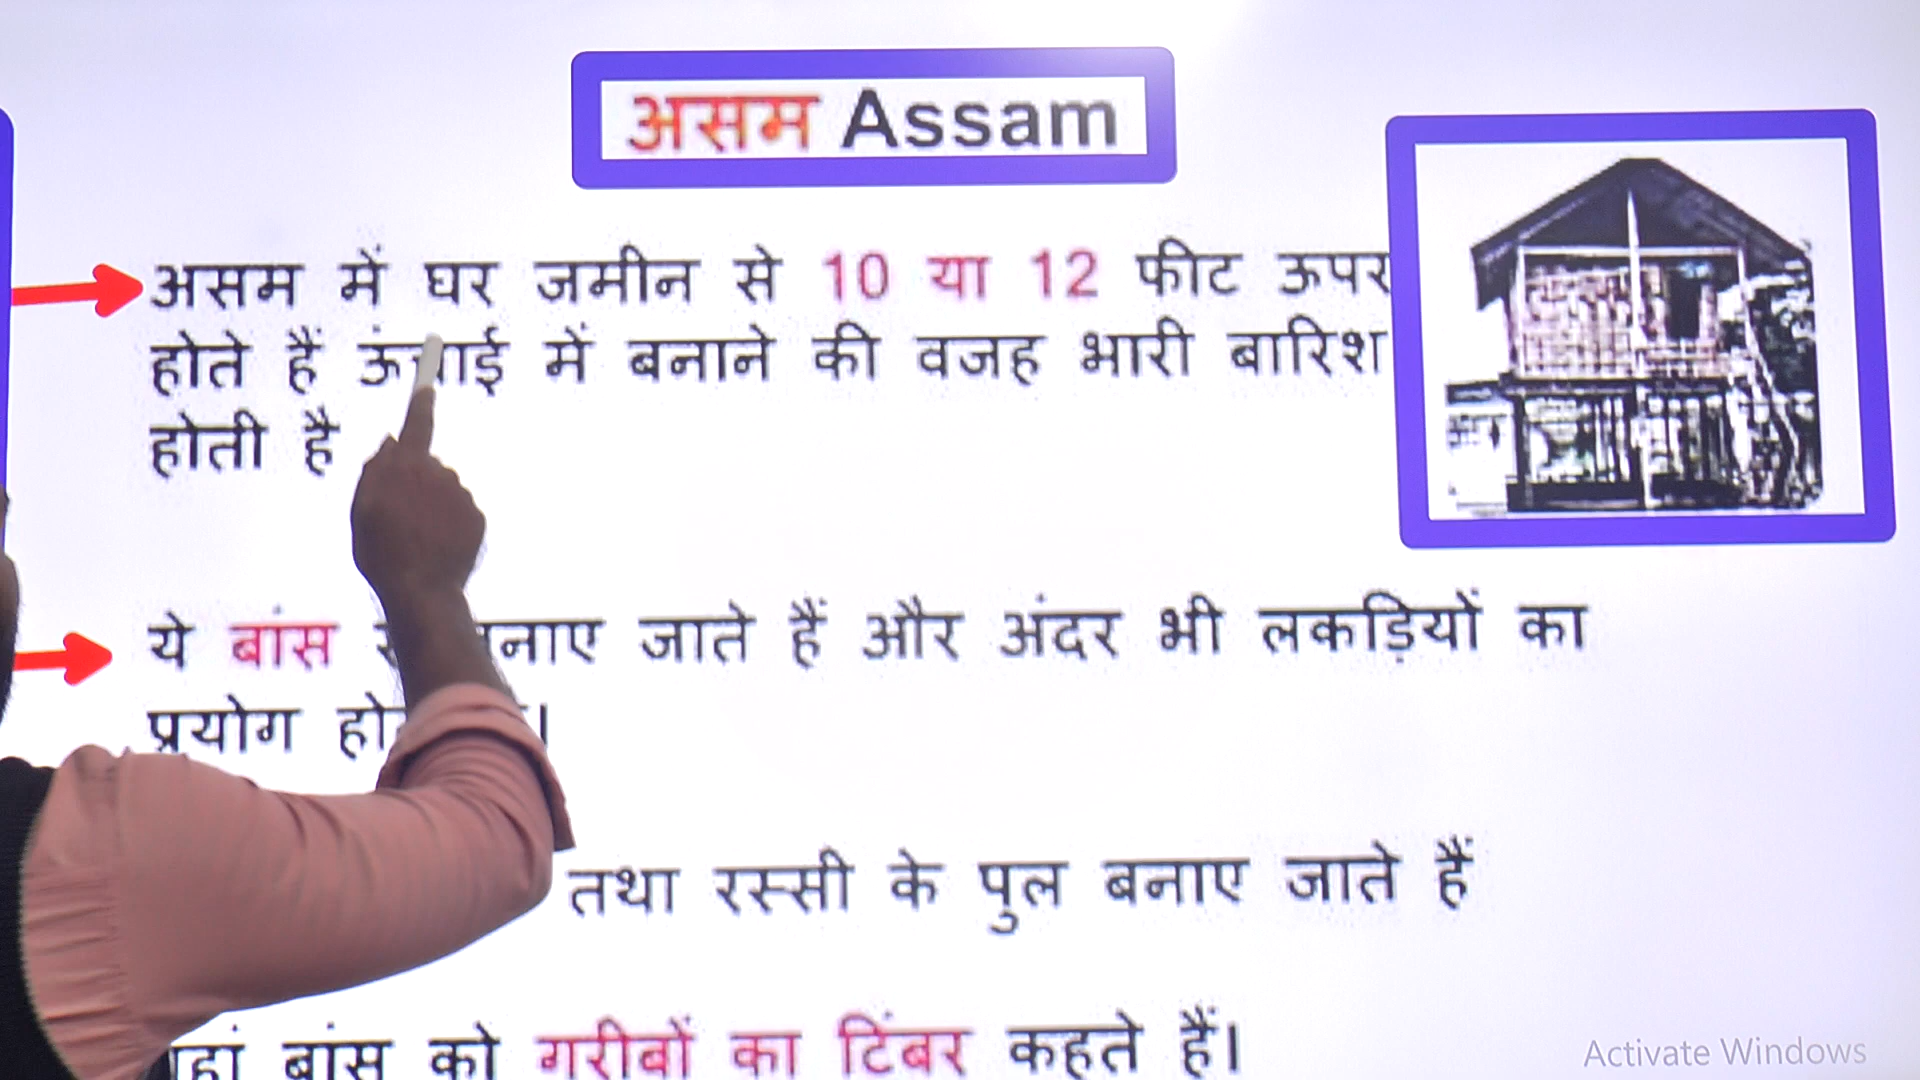 असम Assam
असम में घर जमीन से 10 या 12 फीट ऊपर
होते हैं में बनाने की वजह भारी बारिश
होती है
ये बांस जाते हैं और अंदर भी लकड़ियों का
प्रयोग
तथा रस्सी के पुल बनाए जाते हैं
बांस को गरीबों का टिंबर कहते हैं।
Activate Windows